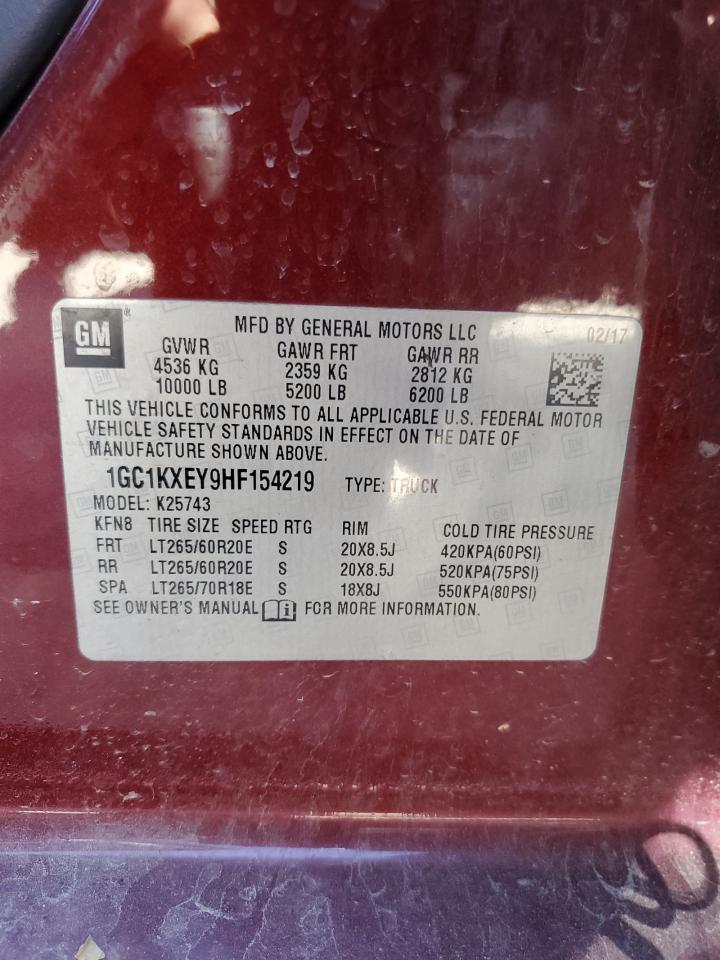 GM
MFD BY GENERAL MOTORS LLC 02/17
GVWR GAWR FRT GAWR RR
4536 KG 2359 KG 2812 KG
10000 LB 5200 LB 6200 LB
THIS VEHICLE CONFORMS TO ALL APPLICABLE U.S. FEDERAL MOTOR
VEHICLE SAFETY STANDARDS IN EFFECT ON THE DATE OF
MANUFACTURE SHOWN ABOVE.
1GC1KXEY9HF154219 TYPE: TRUCK
MODEL: K25743
KFN8 TIRE SIZE SPEED RTG RIM COLD TIRE PRESSURE
FRT LT265/60R20E S 20X8.5J 420KPA(60PSI)
RR LT265/60R20E S 20X8.5J 520KPA(75PSI)
SPA LT265/70R18E S 18X8J 550KPA(80PSI)
SEE OWNER'S MANUAL FOR MORE INFORMATION.